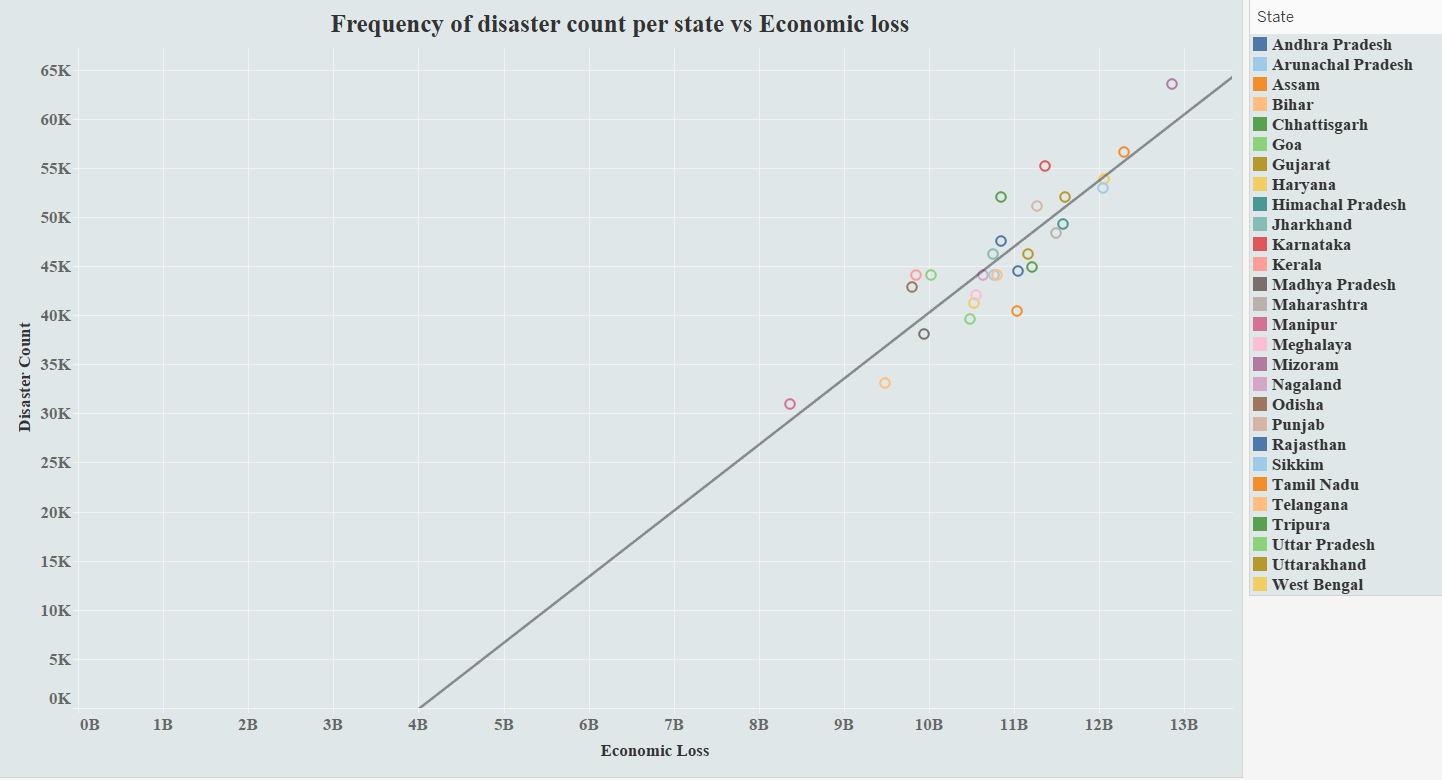 Frequency of disaster count per state vs Economic loss
65K
60K
55K
50K
45K
40K
35K
30K
25K
20K
15K
10K
5K
0K
Disaster Count
0B 1B 2B 3B 4B 5B 6B 7B 8B 9B 10B 11B 12B 13B
Economic Loss
State
Andhra Pradesh
Arunachal Pradesh
Assam
Bihar
Chhattisgarh
Goa
Gujarat
Haryana
Himachal Pradesh
Jharkhand
Karnataka
Kerala
Madhya Pradesh
Maharashtra
Manipur
Meghalaya
Mizoram
Nagaland
Odisha
Punjab
Rajasthan
Sikkim
Tamil Nadu
Telangana
Tripura
Uttar Pradesh
Uttarakhand
West Bengal